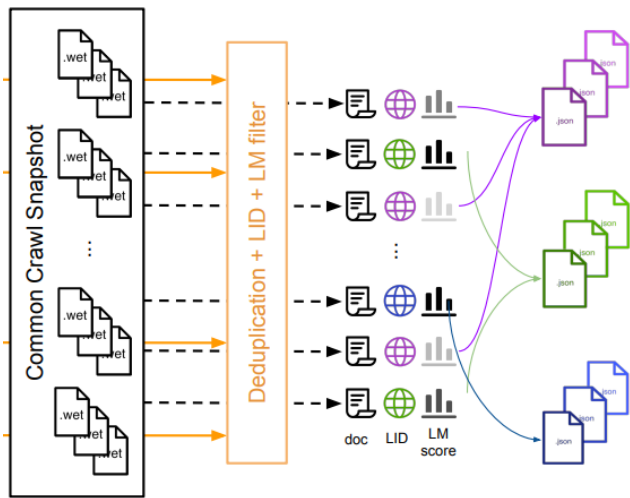 Common Crawl Snapshot
.wet
.wet
.wet
.wet
.wet
.wet
...
.wet
.wet
.wet
.wet
.wet
.wet
Deduplication + LID + LM filter
...
doc
LID
LM
score
.json
.json
.json
.json
.json
.json
.json
.json
.json